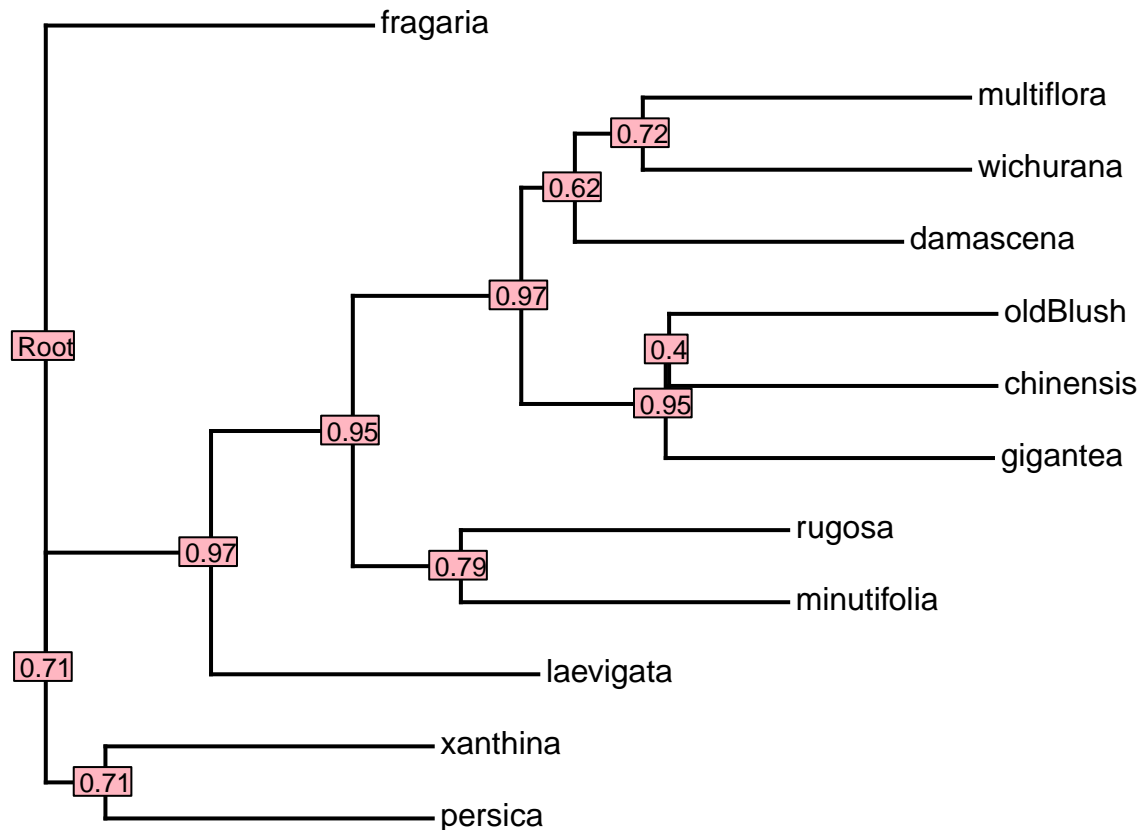 fragaria
multiflora
0.72
wichurana
0.62
damascena
0.97
oldBlush
Root
0.4
chinensis
0.95
0.95
gigantea
rugosa
0.97
0.79
minutifolia
0.71
laevigata
xanthina
0.71
persica